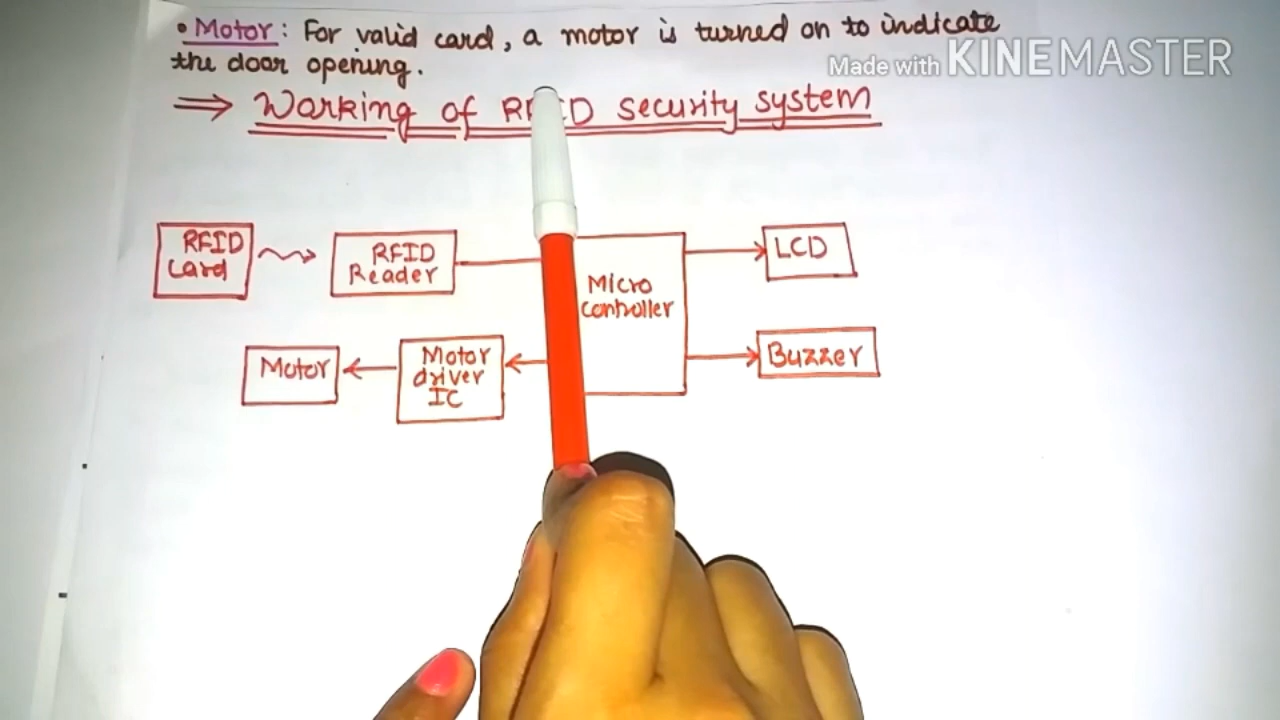 • Motor : For valid card, a motor is turned on to indicate
the door opening.
Made with KINEMASTER
⇒ Working of security system
RFID
Card
RFID
Reader
Micro
controller
LCD
Motor
Motor
driver
IC
Buzzer